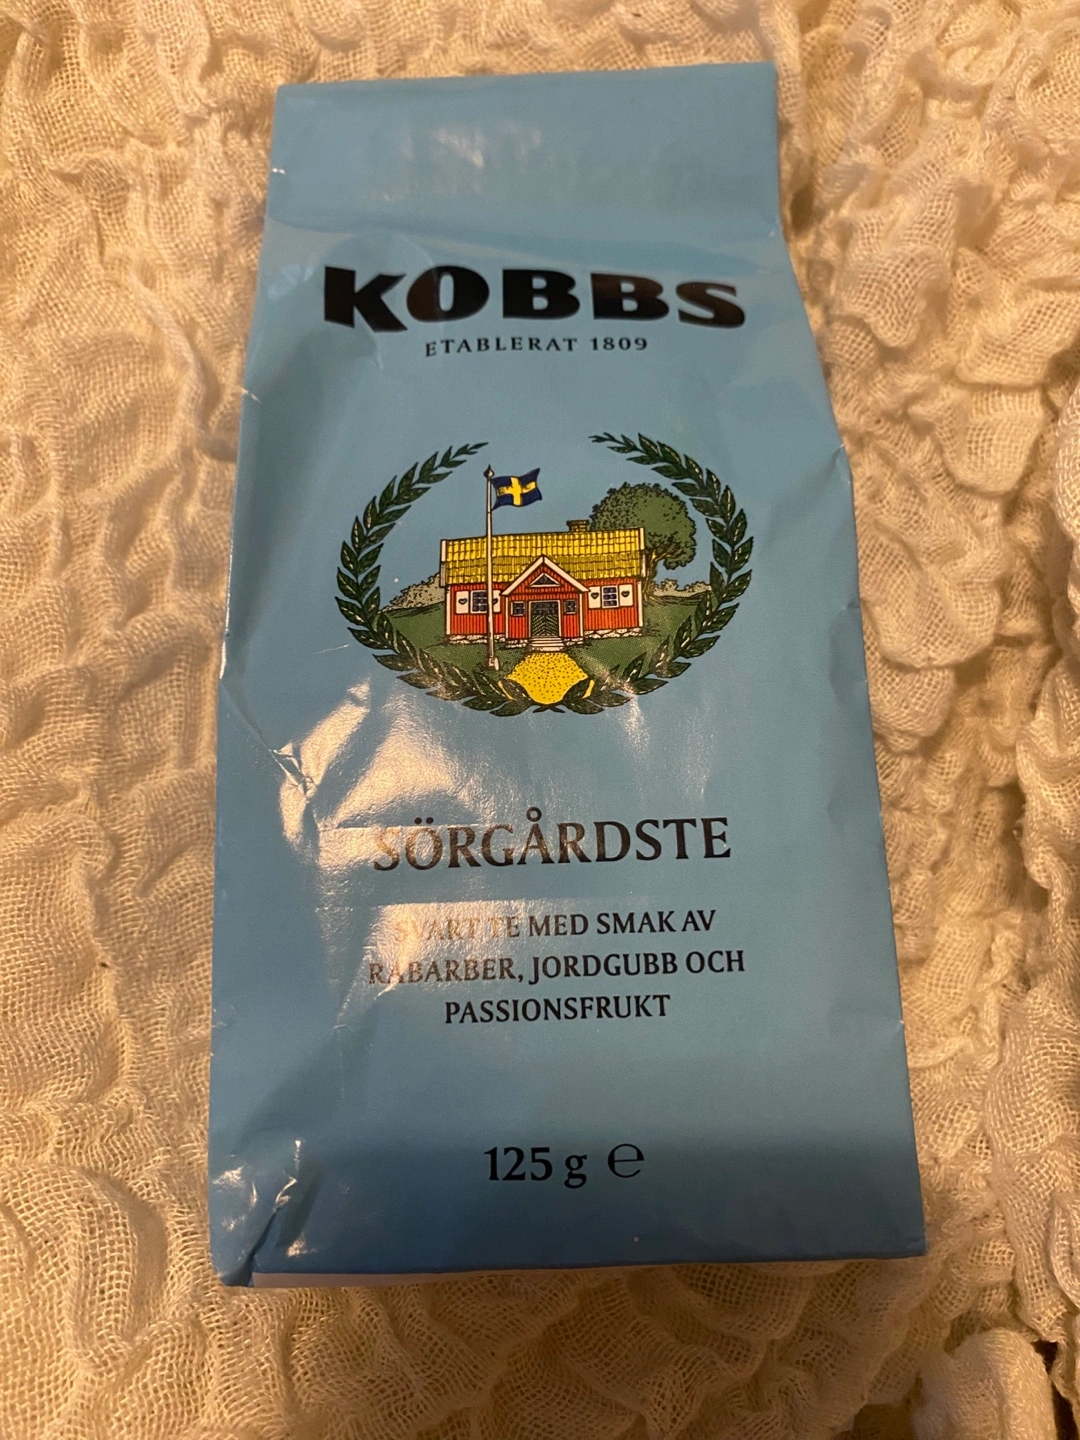 KOBBS
ETABLERAT 1809
SÖRGÅRDSTE
SVART TE MED SMAK AV
RABARBER, JORDGUBB OCH
PASSIONSFRUKT
125 g ℮